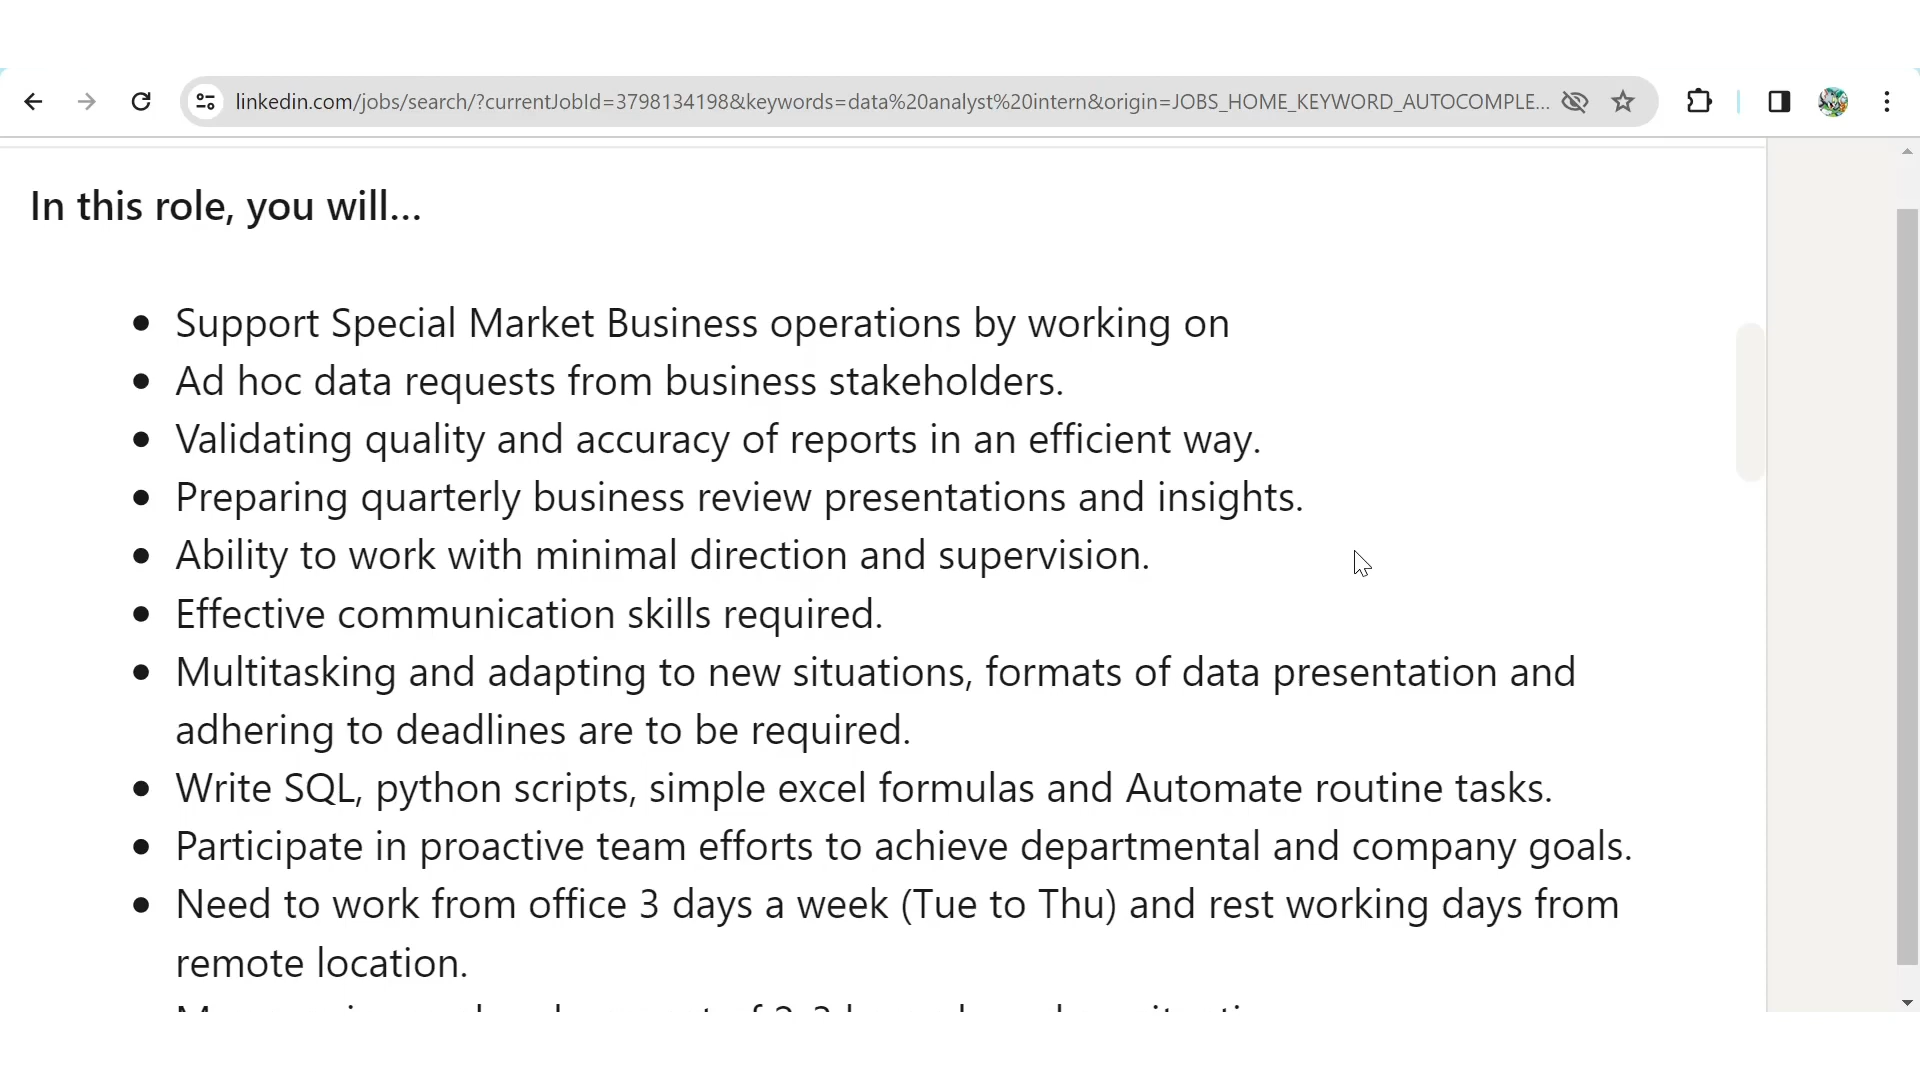 linkedin.com/jobs/search/?currentJobId=3798134198&keywords=data%20analyst%20intern&origin=JOBS_HOME_KEYWORD_AUTOCOMPLE...
In this role, you will...
• Support Special Market Business operations by working on
• Ad hoc data requests from business stakeholders.
• Validating quality and accuracy of reports in an efficient way.
• Preparing quarterly business review presentations and insights.
• Ability to work with minimal direction and supervision.
• Effective communication skills required.
• Multitasking and adapting to new situations, formats of data presentation and
adhering to deadlines are to be required.
• Write SQL, python scripts, simple excel formulas and Automate routine tasks.
• Participate in proactive team efforts to achieve departmental and company goals.
• Need to work from office 3 days a week (Tue to Thu) and rest working days from
remote location.